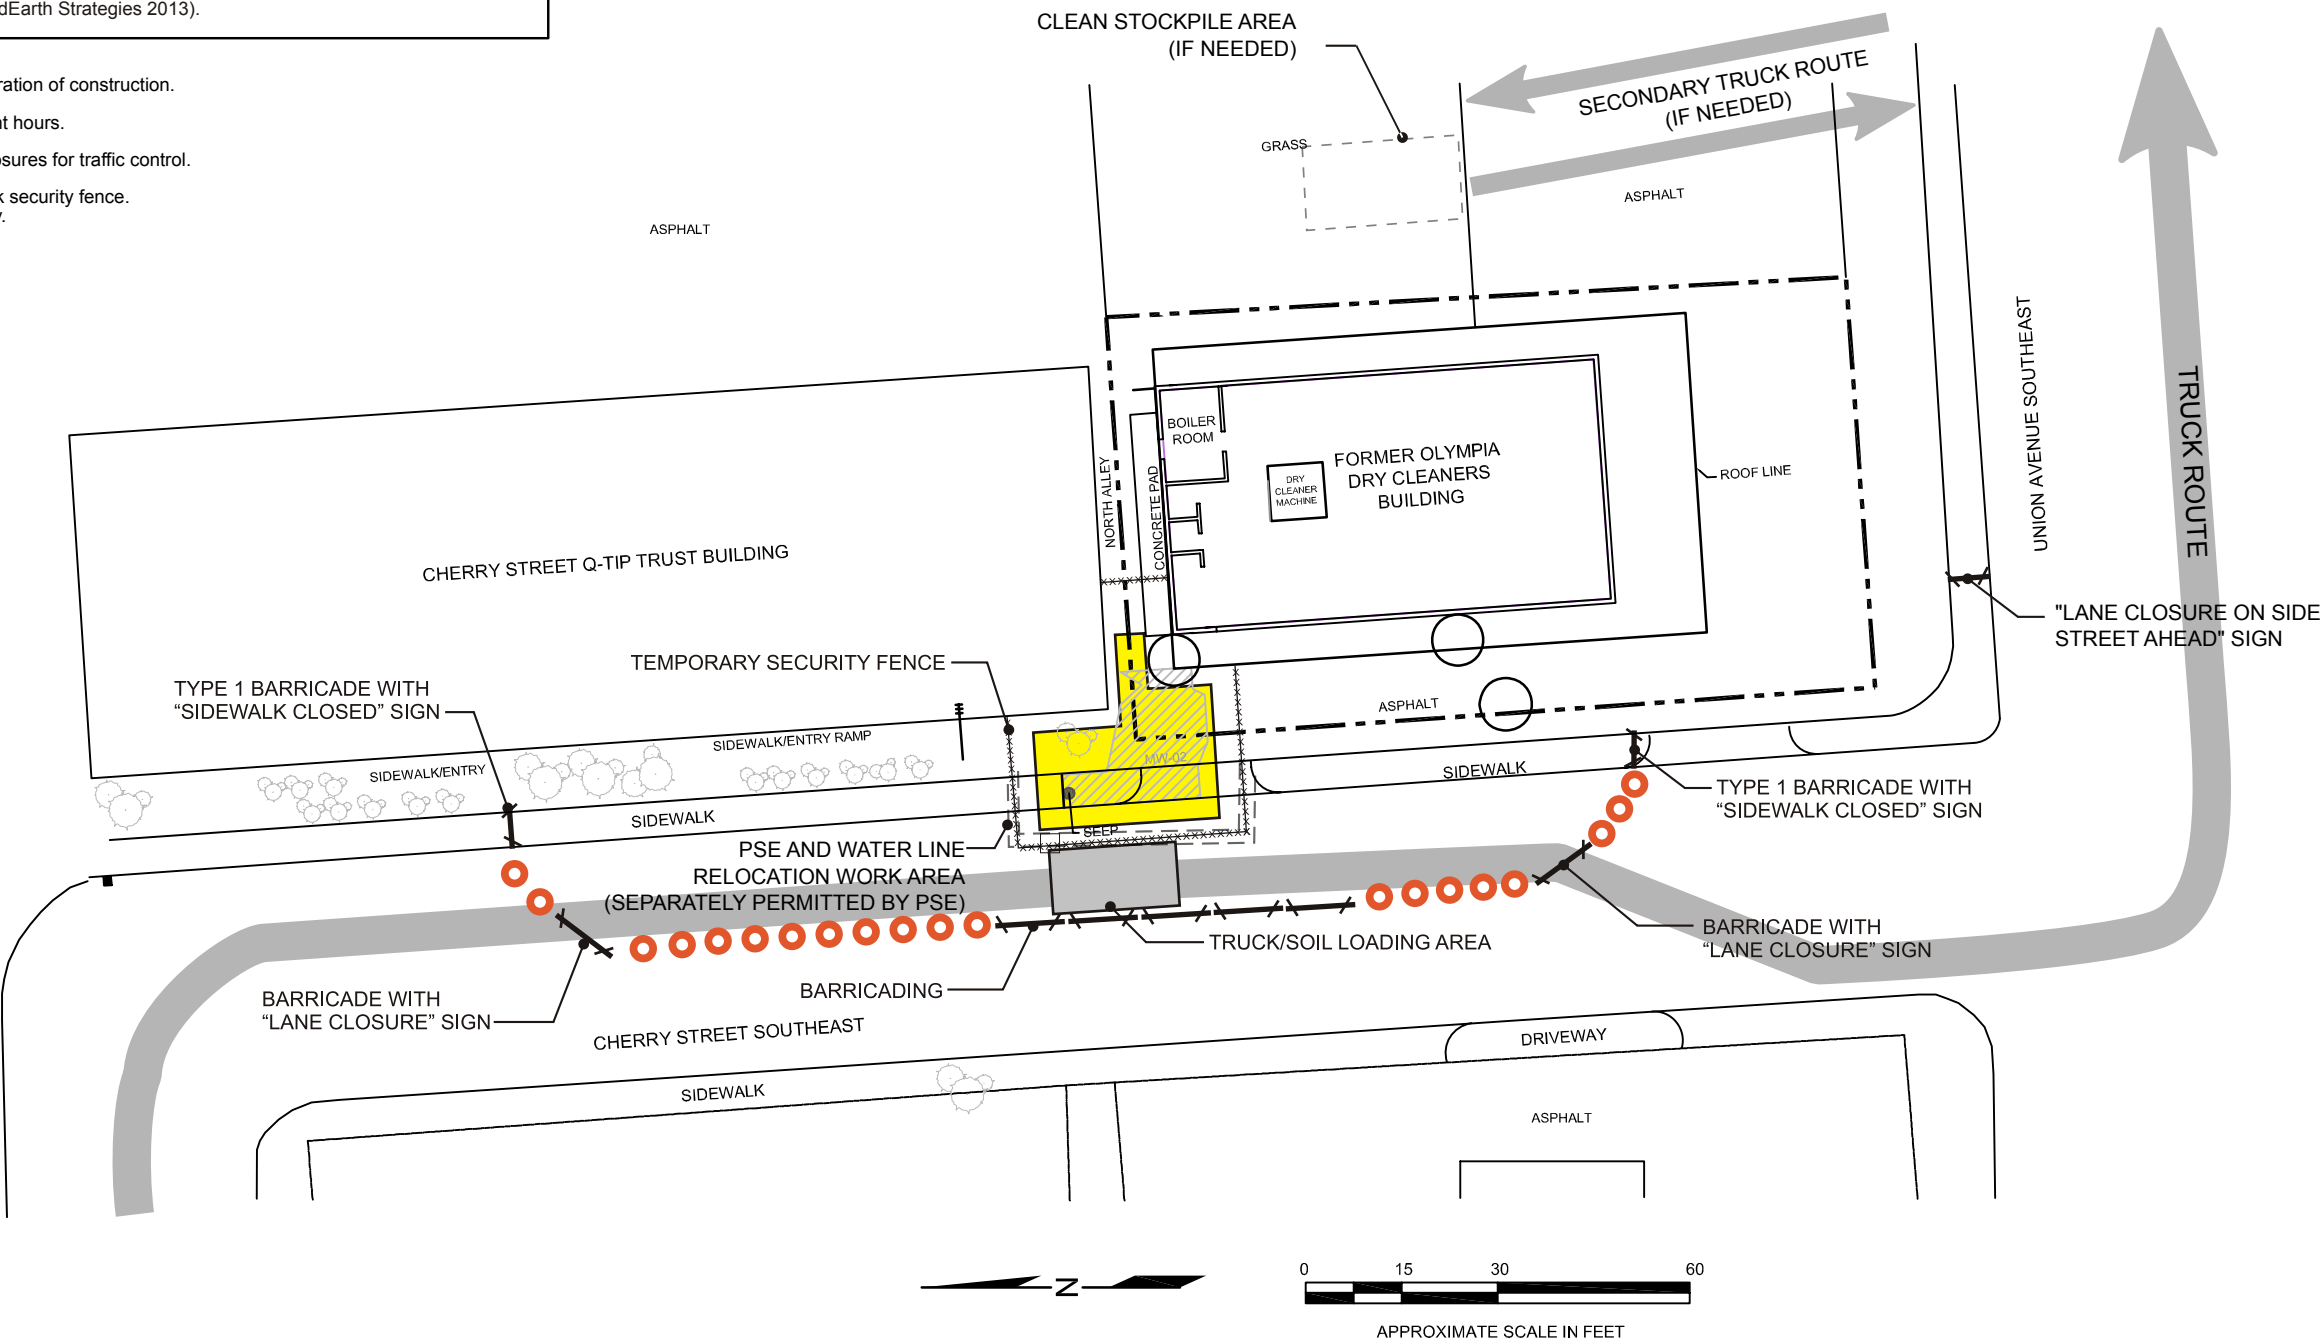 dEarth Strategies 2013).
ration of construction.
nt hours.
osures for traffic control.
k security fence.
y.
CLEAN STOCKPILE AREA
(IF NEEDED)
SECONDARY TRUCK ROUTE
(IF NEEDED)
GRASS
ASPHALT
ASPHALT
UNION AVENUE SOUTHEAST
TRUCK ROUTE
BOILER
ROOM
FORMER OLYMPIA
DRY CLEANERS
BUILDING
DRY
CLEANER
MACHINE
ROOF LINE
NORTH ALLEY
CONCRETE PAD
CHERRY STREET Q-TIP TRUST BUILDING
"LANE CLOSURE ON SIDE
STREET AHEAD" SIGN
TEMPORARY SECURITY FENCE
TYPE 1 BARRICADE WITH
“SIDEWALK CLOSED” SIGN
ASPHALT
SIDEWALK/ENTRY RAMP
SIDEWALK/ENTRY
MW-02
SIDEWALK
TYPE 1 BARRICADE WITH
“SIDEWALK CLOSED” SIGN
SIDEWALK
SEEP
PSE AND WATER LINE
RELOCATION WORK AREA
(SEPARATELY PERMITTED BY PSE)
TRUCK/SOIL LOADING AREA
BARRICADE WITH
“LANE CLOSURE” SIGN
BARRICADING
BARRICADE WITH
“LANE CLOSURE” SIGN
CHERRY STREET SOUTHEAST
DRIVEWAY
SIDEWALK
ASPHALT
N
0 15 30 60
APPROXIMATE SCALE IN FEET